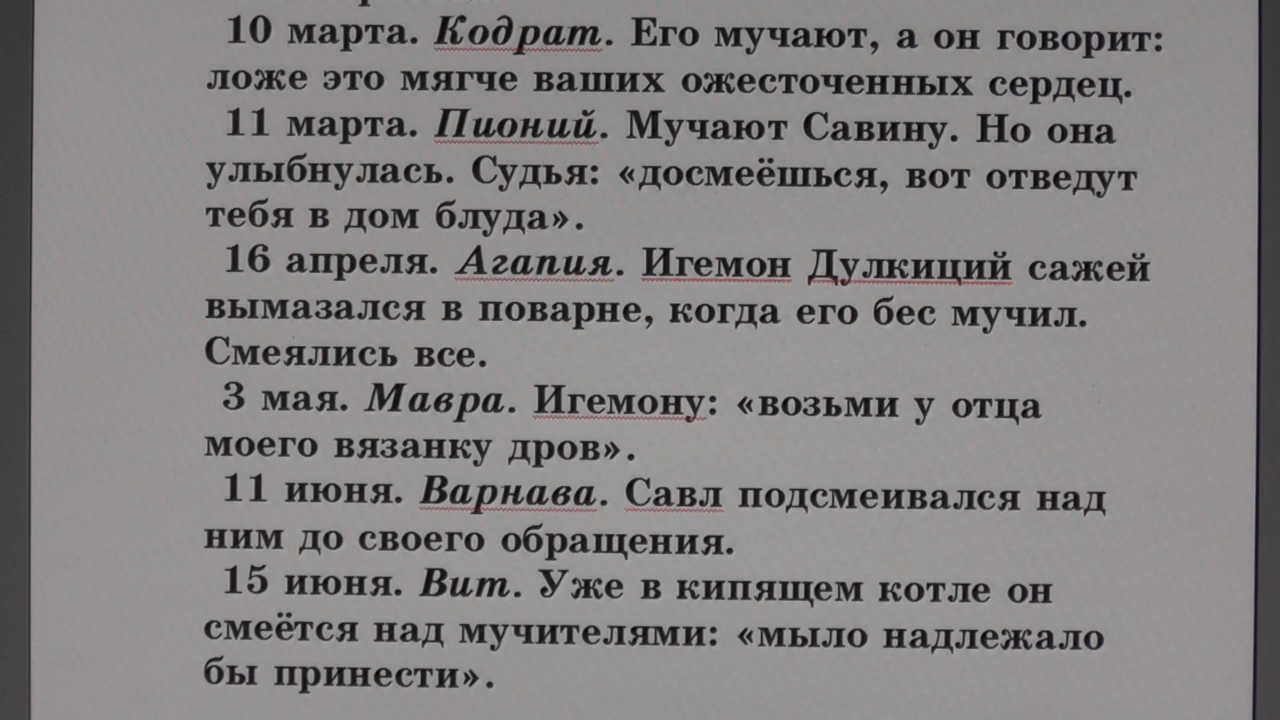 10 марта. Кодрат. Его мучают, а он говорит:
ложе это мягче ваших ожесточенных сердец.
11 марта. Пионий. Мучают Савину. Но она
улыбнулась. Судья: «досмеёшься, вот отведут
тебя в дом блуда».
16 апреля. Агапия. Игемон Дулкиций сажей
вымазался в поварне, когда его бес мучил.
Смеялись все.
3 мая. Мавра. Игемону: «возьми у отца
моего вязанку дров».
11 июня. Варнава. Савл подсмеивался над
ним до своего обращения.
15 июня. Вит. Уже в кипящем котле он
смеётся над мучителями: «мыло надлежало
бы принести».